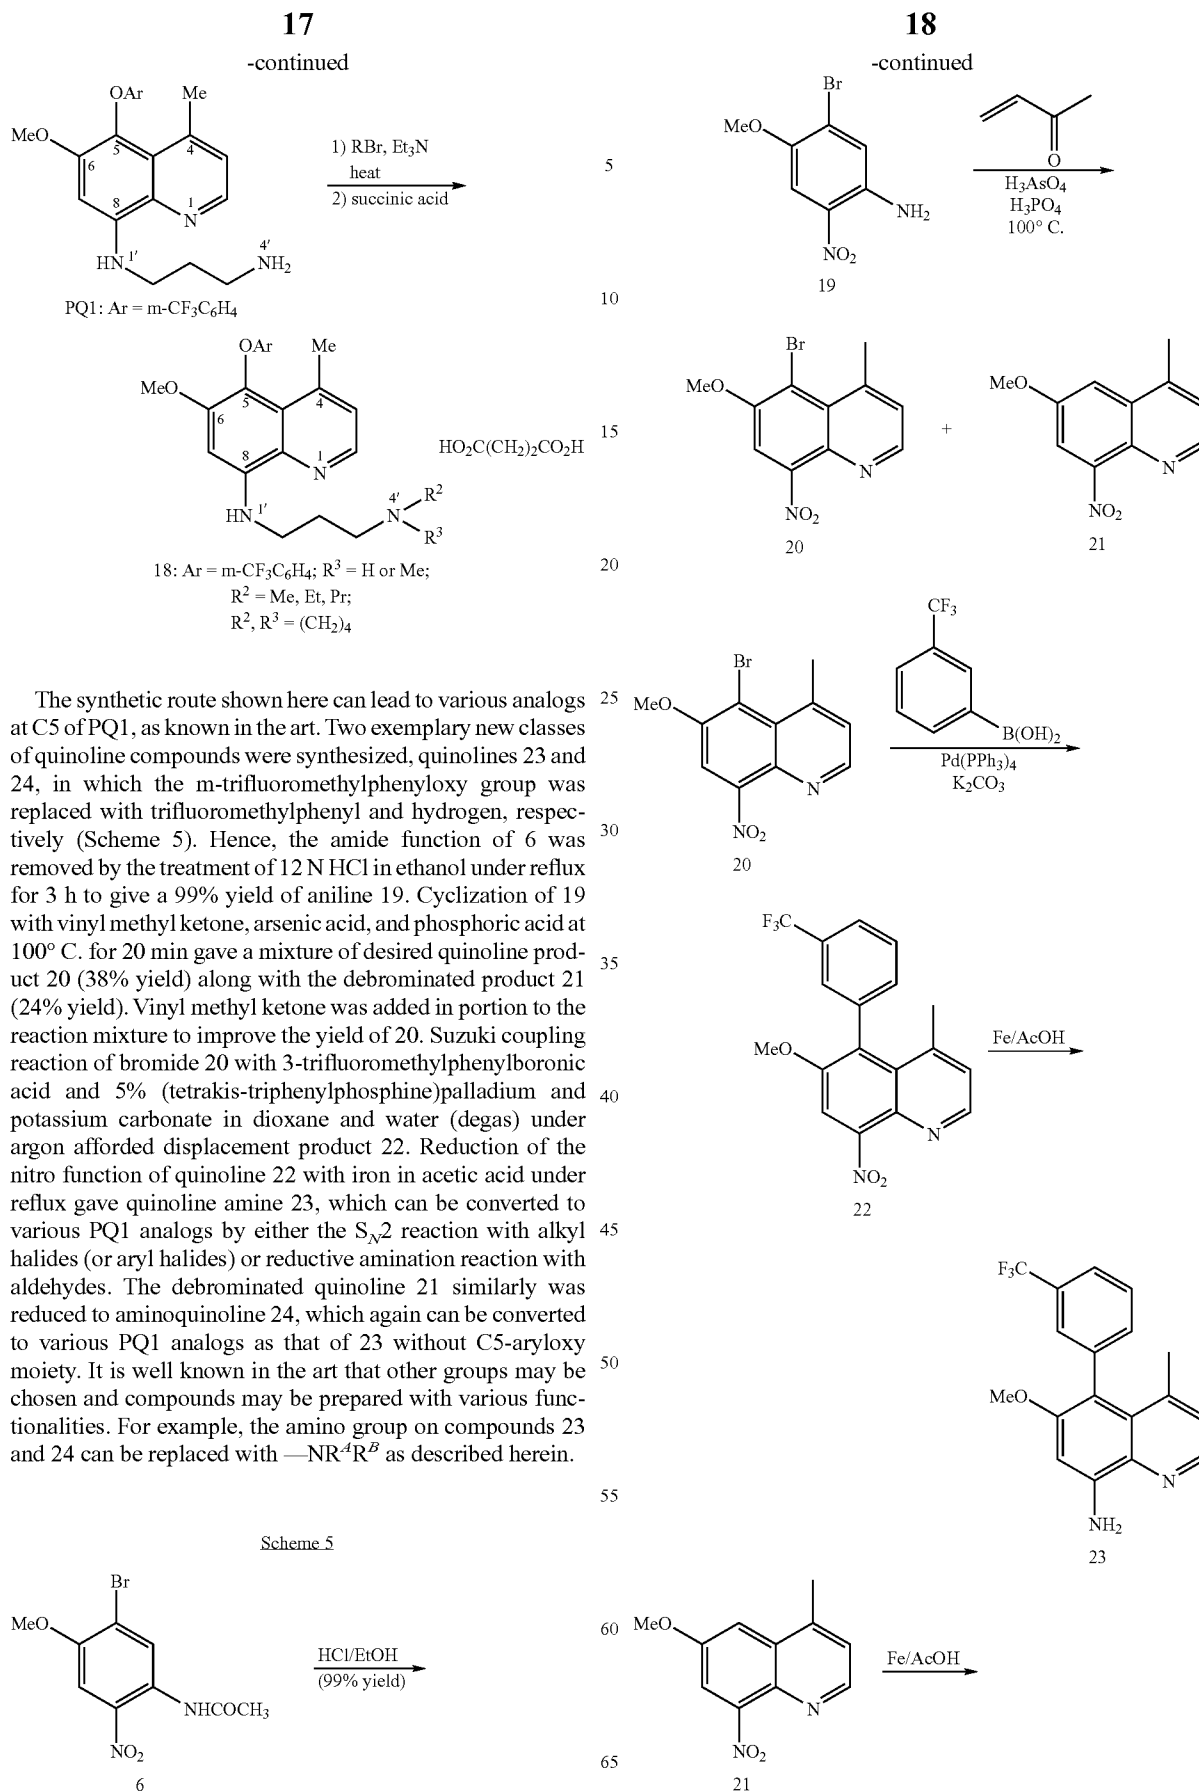 17
-continued
OAr
Me
MeO
5
4
6
8
1
N
HN
1'
4'
NH2
1) RBr, Et3N
heat
2) succinic acid
PQ1: Ar = m-CF3C6H4
OAr
Me
MeO
5
4
6
8
1
N
HN
1'
4'
N
R2
R3
HO2C(CH2)2CO2H
18: Ar = m-CF3C6H4; R3 = H or Me;
R2 = Me, Et, Pr;
R2, R3 = (CH2)4
The synthetic route shown here can lead to various analogs
at C5 of PQ1, as known in the art. Two exemplary new classes
of quinoline compounds were synthesized, quinolines 23 and
24, in which the m-trifluoromethylphenyloxy group was
replaced with trifluoromethylphenyl and hydrogen, respec-
tively (Scheme 5). Hence, the amide function of 6 was
removed by the treatment of 12 N HCl in ethanol under reflux
for 3 h to give a 99% yield of aniline 19. Cyclization of 19
with vinyl methyl ketone, arsenic acid, and phosphoric acid at
100° C. for 20 min gave a mixture of desired quinoline prod-
uct 20 (38% yield) along with the debrominated product 21
(24% yield). Vinyl methyl ketone was added in portion to the
reaction mixture to improve the yield of 20. Suzuki coupling
reaction of bromide 20 with 3-trifluoromethylphenylboronic
acid and 5% (tetrakis-triphenylphosphine)palladium and
potassium carbonate in dioxane and water (degas) under
argon afforded displacement product 22. Reduction of the
nitro function of quinoline 22 with iron in acetic acid under
reflux gave quinoline amine 23, which can be converted to
various PQ1 analogs by either the SN2 reaction with alkyl
halides (or aryl halides) or reductive amination reaction with
aldehydes. The debrominated quinoline 21 similarly was
reduced to aminoquinoline 24, which again can be converted
to various PQ1 analogs as that of 23 without C5-aryloxy
moiety. It is well known in the art that other groups may be
chosen and compounds may be prepared with various func-
tionalities. For example, the amino group on compounds 23
and 24 can be replaced with —NRARB as described herein.
Scheme 5
Br
MeO
NHCOCH3
NO2
6
HCl/EtOH
(99% yield)
5
10
15
20
25
30
35
40
45
50
55
60
65
18
-continued
Br
MeO
NH2
NO2
19
O
H3AsO4
H3PO4
100° C.
Br
MeO
N
NO2
20
+
MeO
N
NO2
21
Br
MeO
N
NO2
20
CF3
B(OH)2
Pd(PPh3)4
K2CO3
F3C
MeO
N
NO2
22
Fe/AcOH
F3C
MeO
N
NH2
23
MeO
N
NO2
21
Fe/AcOH